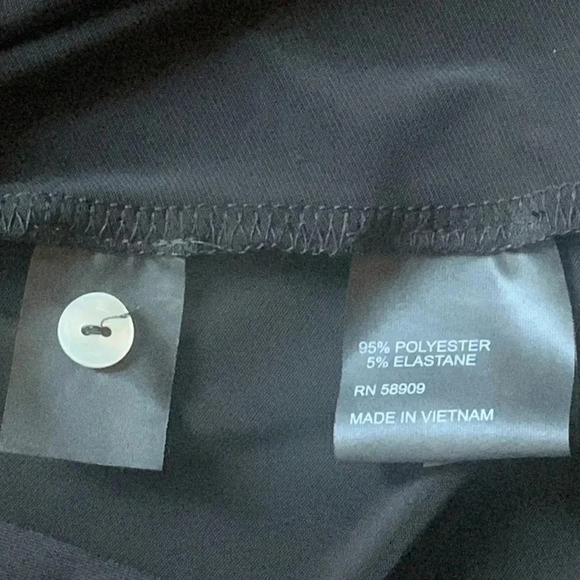 95% POLYESTER
5% ELASTANE
RN 58909
MADE IN VIETNAM